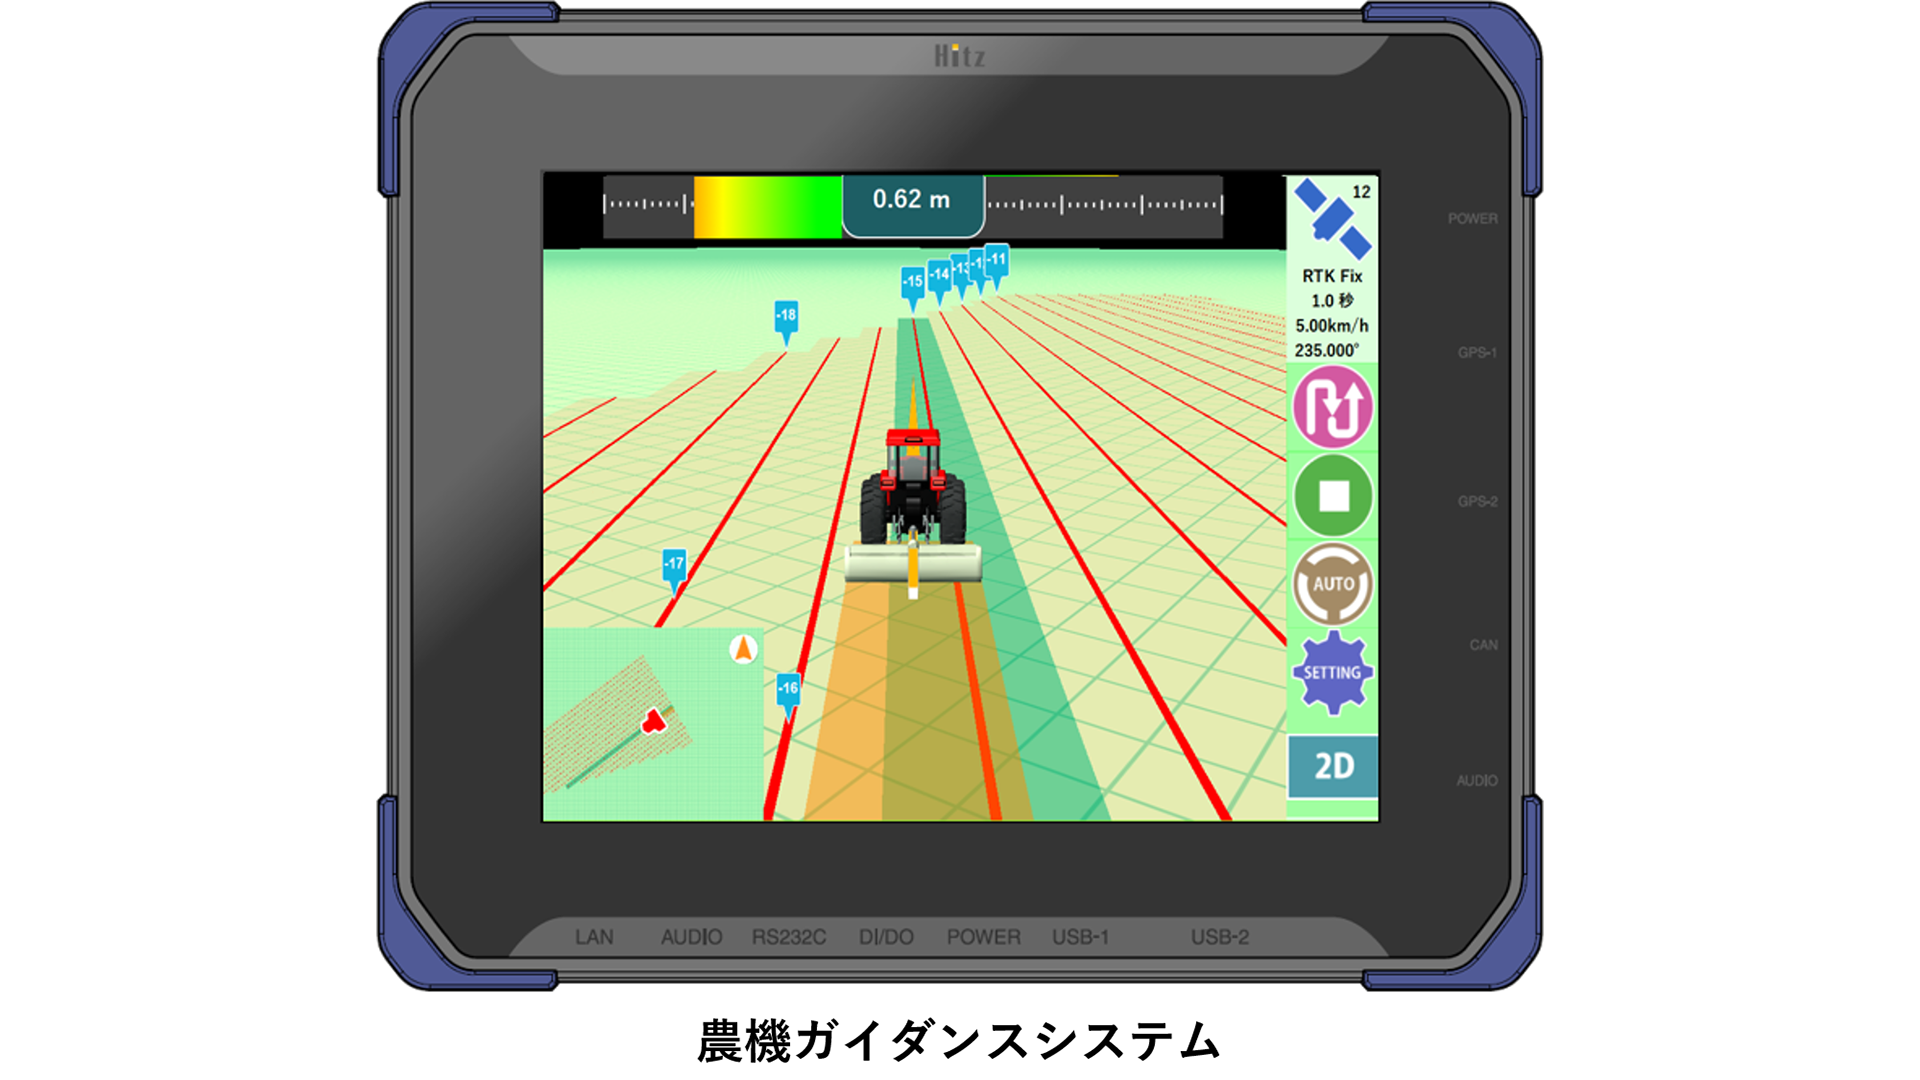 Hitz
0.62 m
12
RTK Fix
1.0 秒
5.00km/h
235.000°
-15
-14
-13
-11
-18
-17
-16
AUTO
SETTING
2D
POWER
GPS-1
GPS-2
CAN
AUDIO
LAN AUDIO RS232C DI/DO POWER USB-1 USB-2
農機ガイダンスシステム